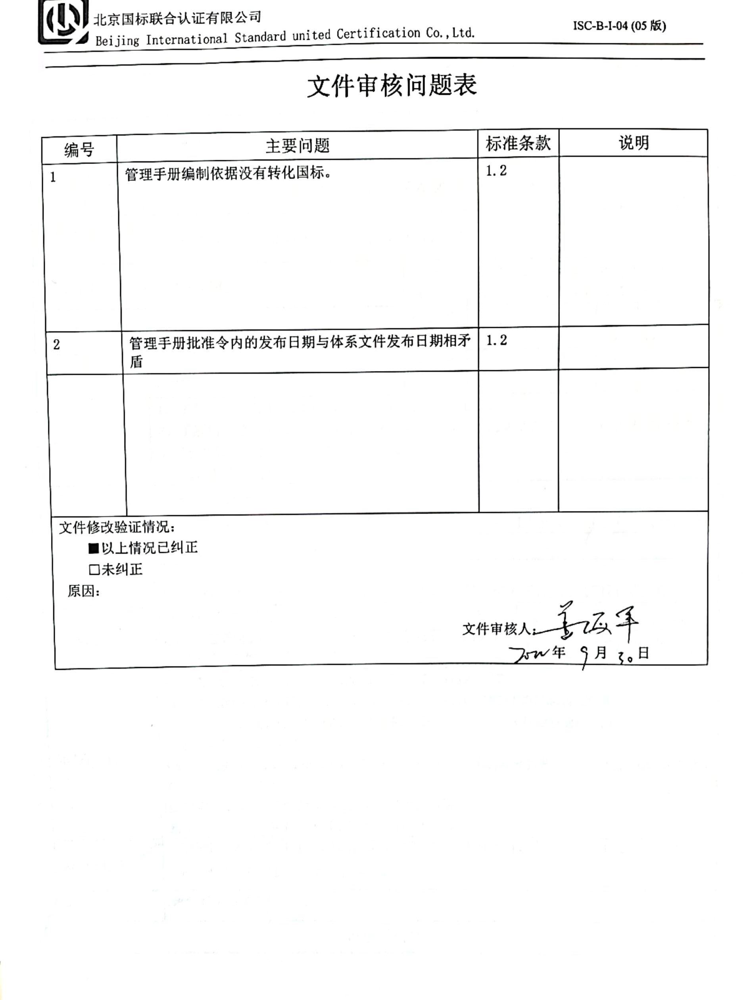 北京国标联合认证有限公司
ISC-B-I-04 (05 版)
Beijing International Standard united Certification Co.,Ltd.
文件审核问题表
编号 主要问题 标准条款 说明
1 管理手册编制依据没有转化国标。 1.2
2 管理手册批准令内的发布日期与体系文件发布日期相矛 1.2
盾
文件修改验证情况：
■以上情况已纠正
□未纠正
原因：
文件审核人：
年 9 月 30 日